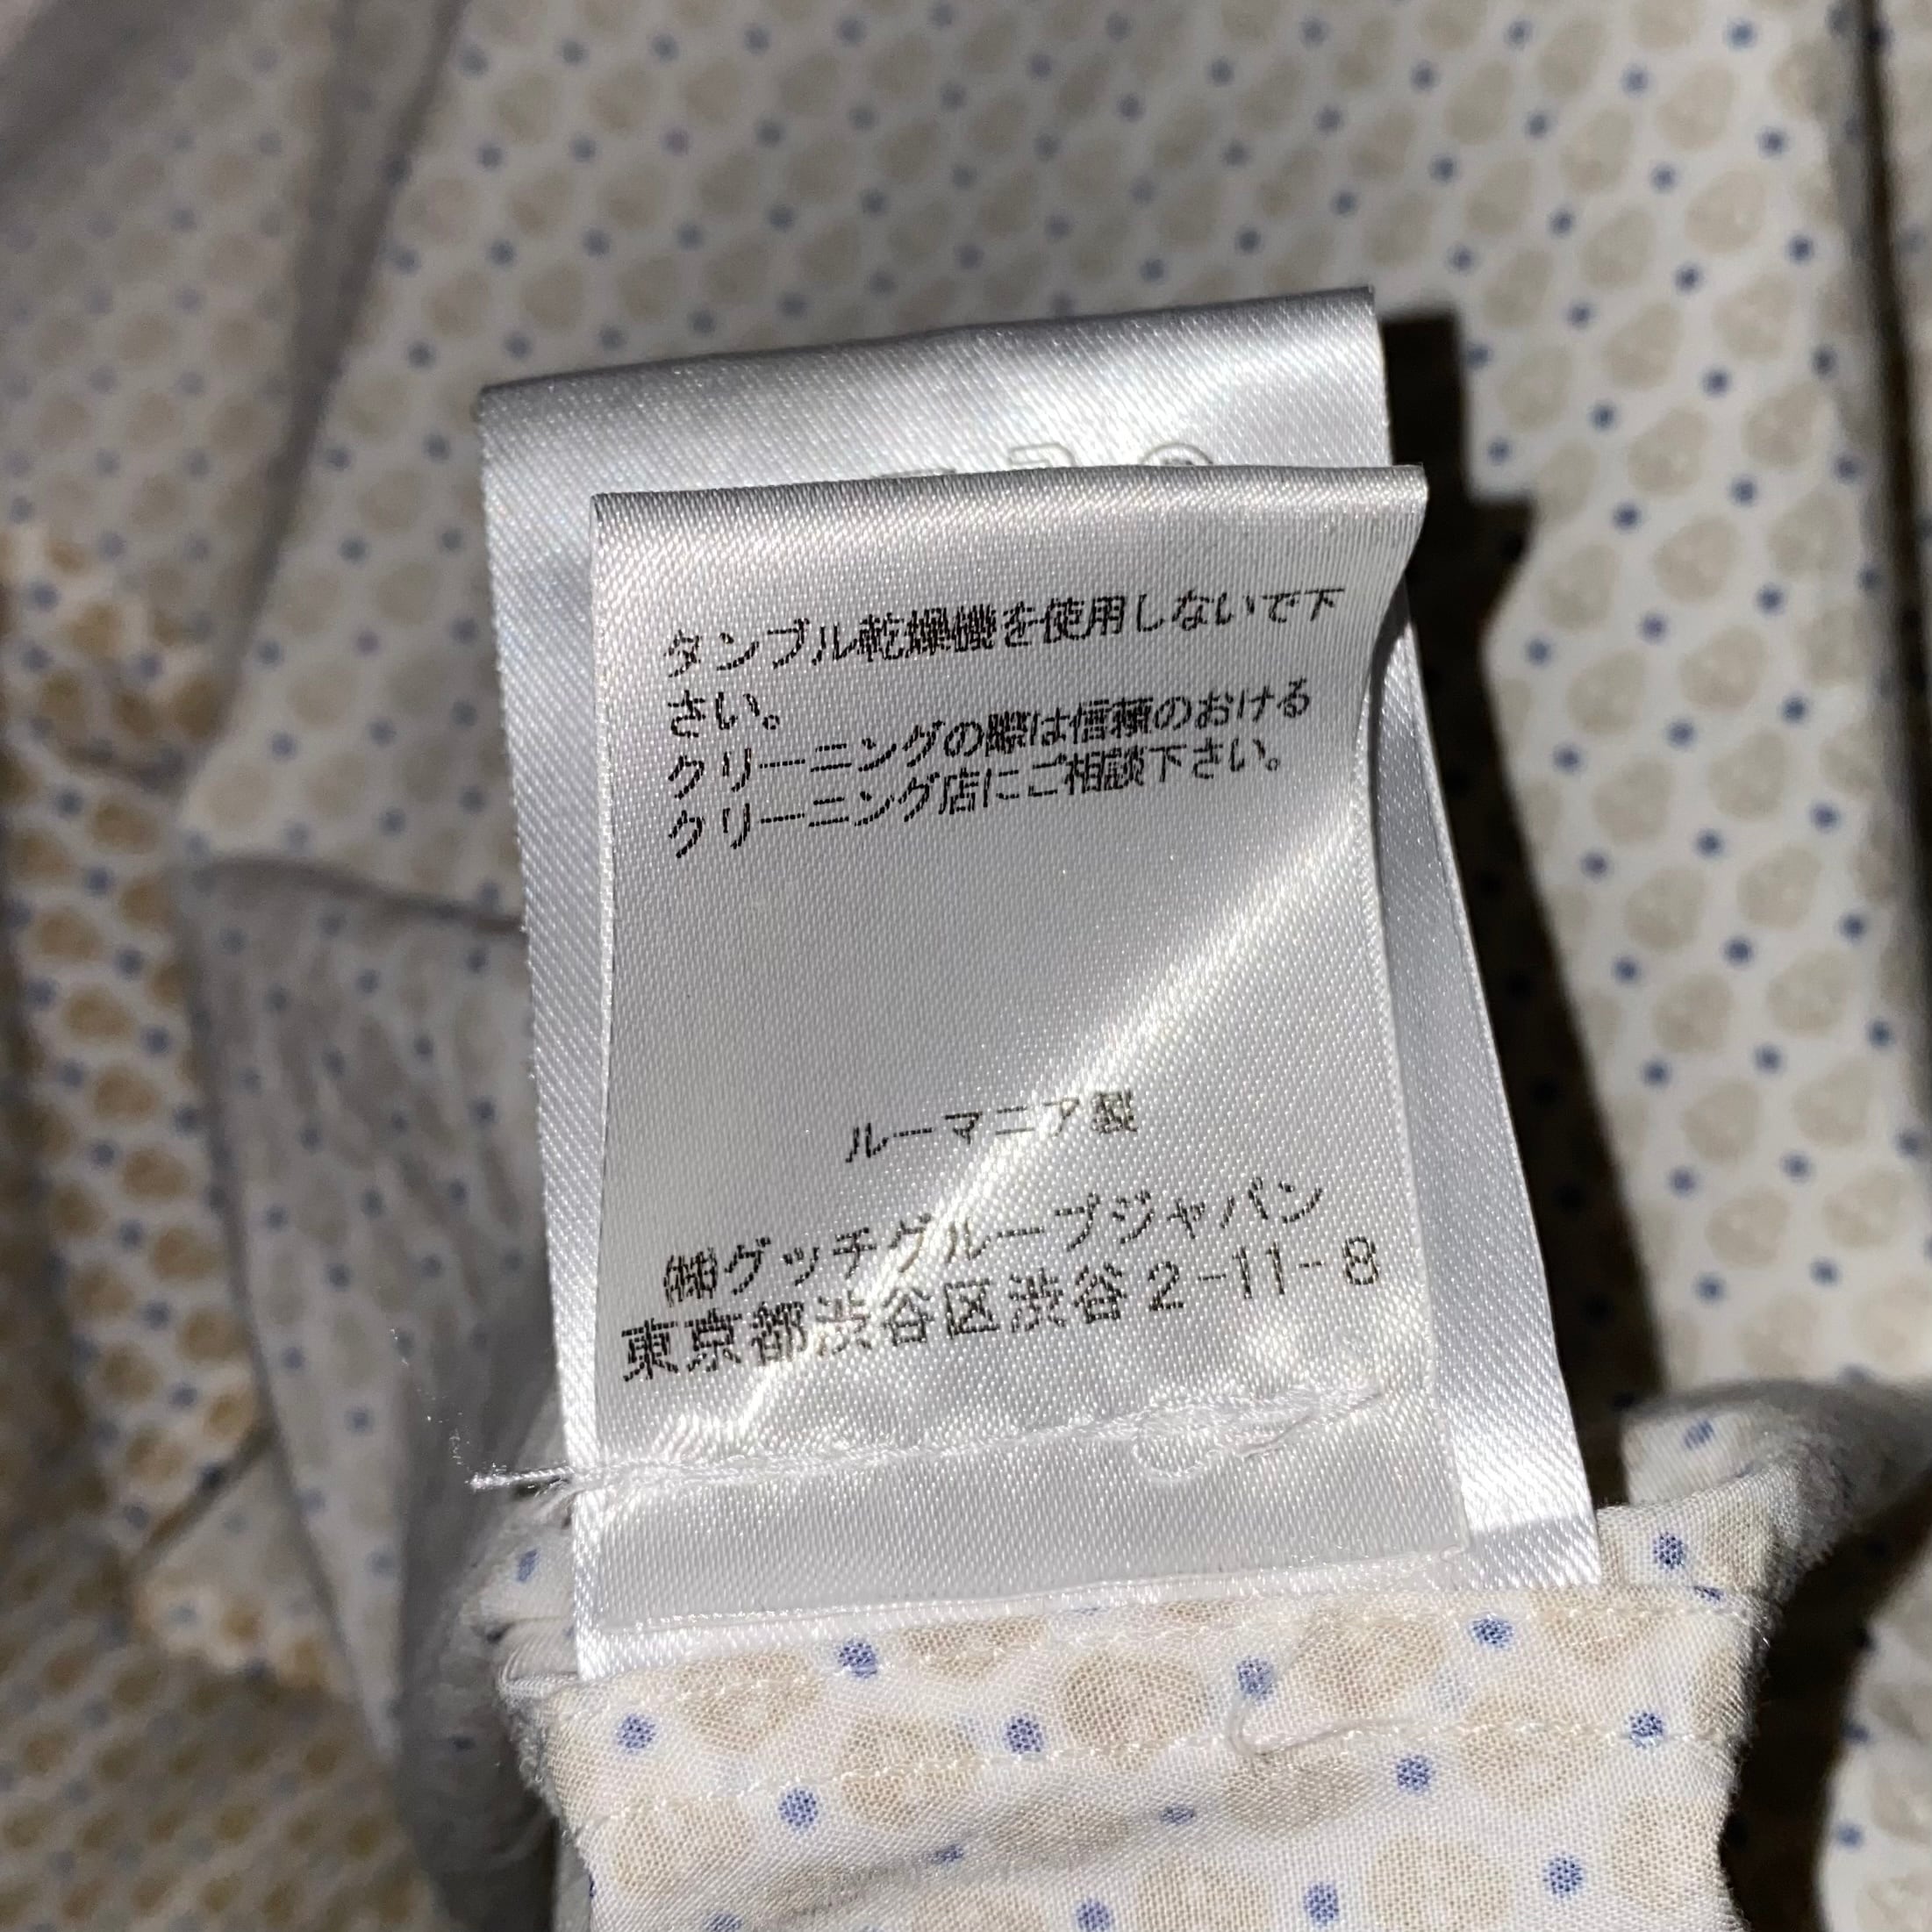 タンブル乾燥機を使用しないで下
さい。
クリーニングの際は信頼のおける
クリーニング店にご相談下さい。
ルーマニア製
㈱グッチグループジャパン
東京都渋谷区渋谷2-11-8